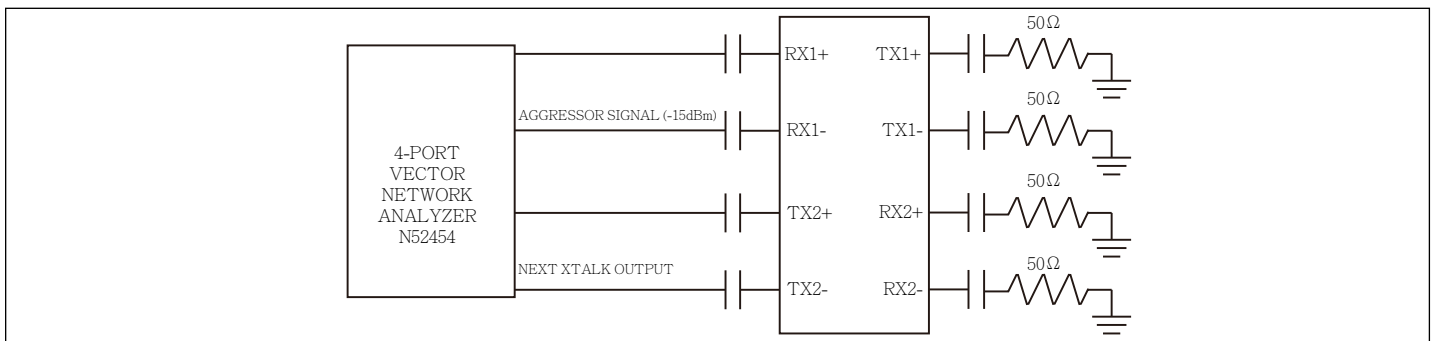 50Ω
RX1+ TX1+
50Ω
AGGRESSOR SIGNAL (-15dBm)
RX1- TX1-
4-PORT
VECTOR
NETWORK
ANALYZER
N52454
50Ω
TX2+ RX2+
50Ω
NEXT XTALK OUTPUT
TX2- RX2-